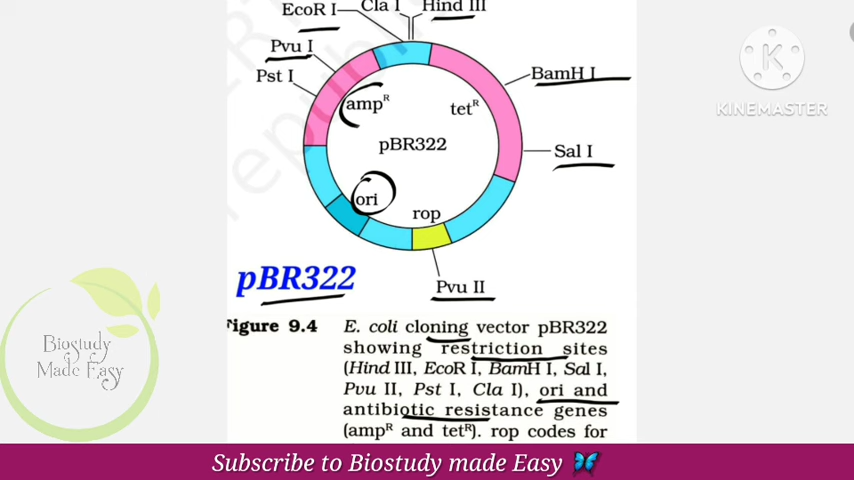 EcoR I
Cla I
Hind III
Pvu I
Pst I
BamH I
amp^R
tet^R
pBR322
Sal I
ori
rop
pBR322
Pvu II
KINEMASTER
Biostudy
Made Easy
Figure 9.4
E. coli cloning vector pBR322
showing restriction sites
(Hind III, EcoR I, BamH I, Sal I,
Pvu II, Pst I, Cla I), ori and
antibiotic resistance genes
(amp^R and tet^R). rop codes for
Subscribe to Biostudy made Easy 🦋